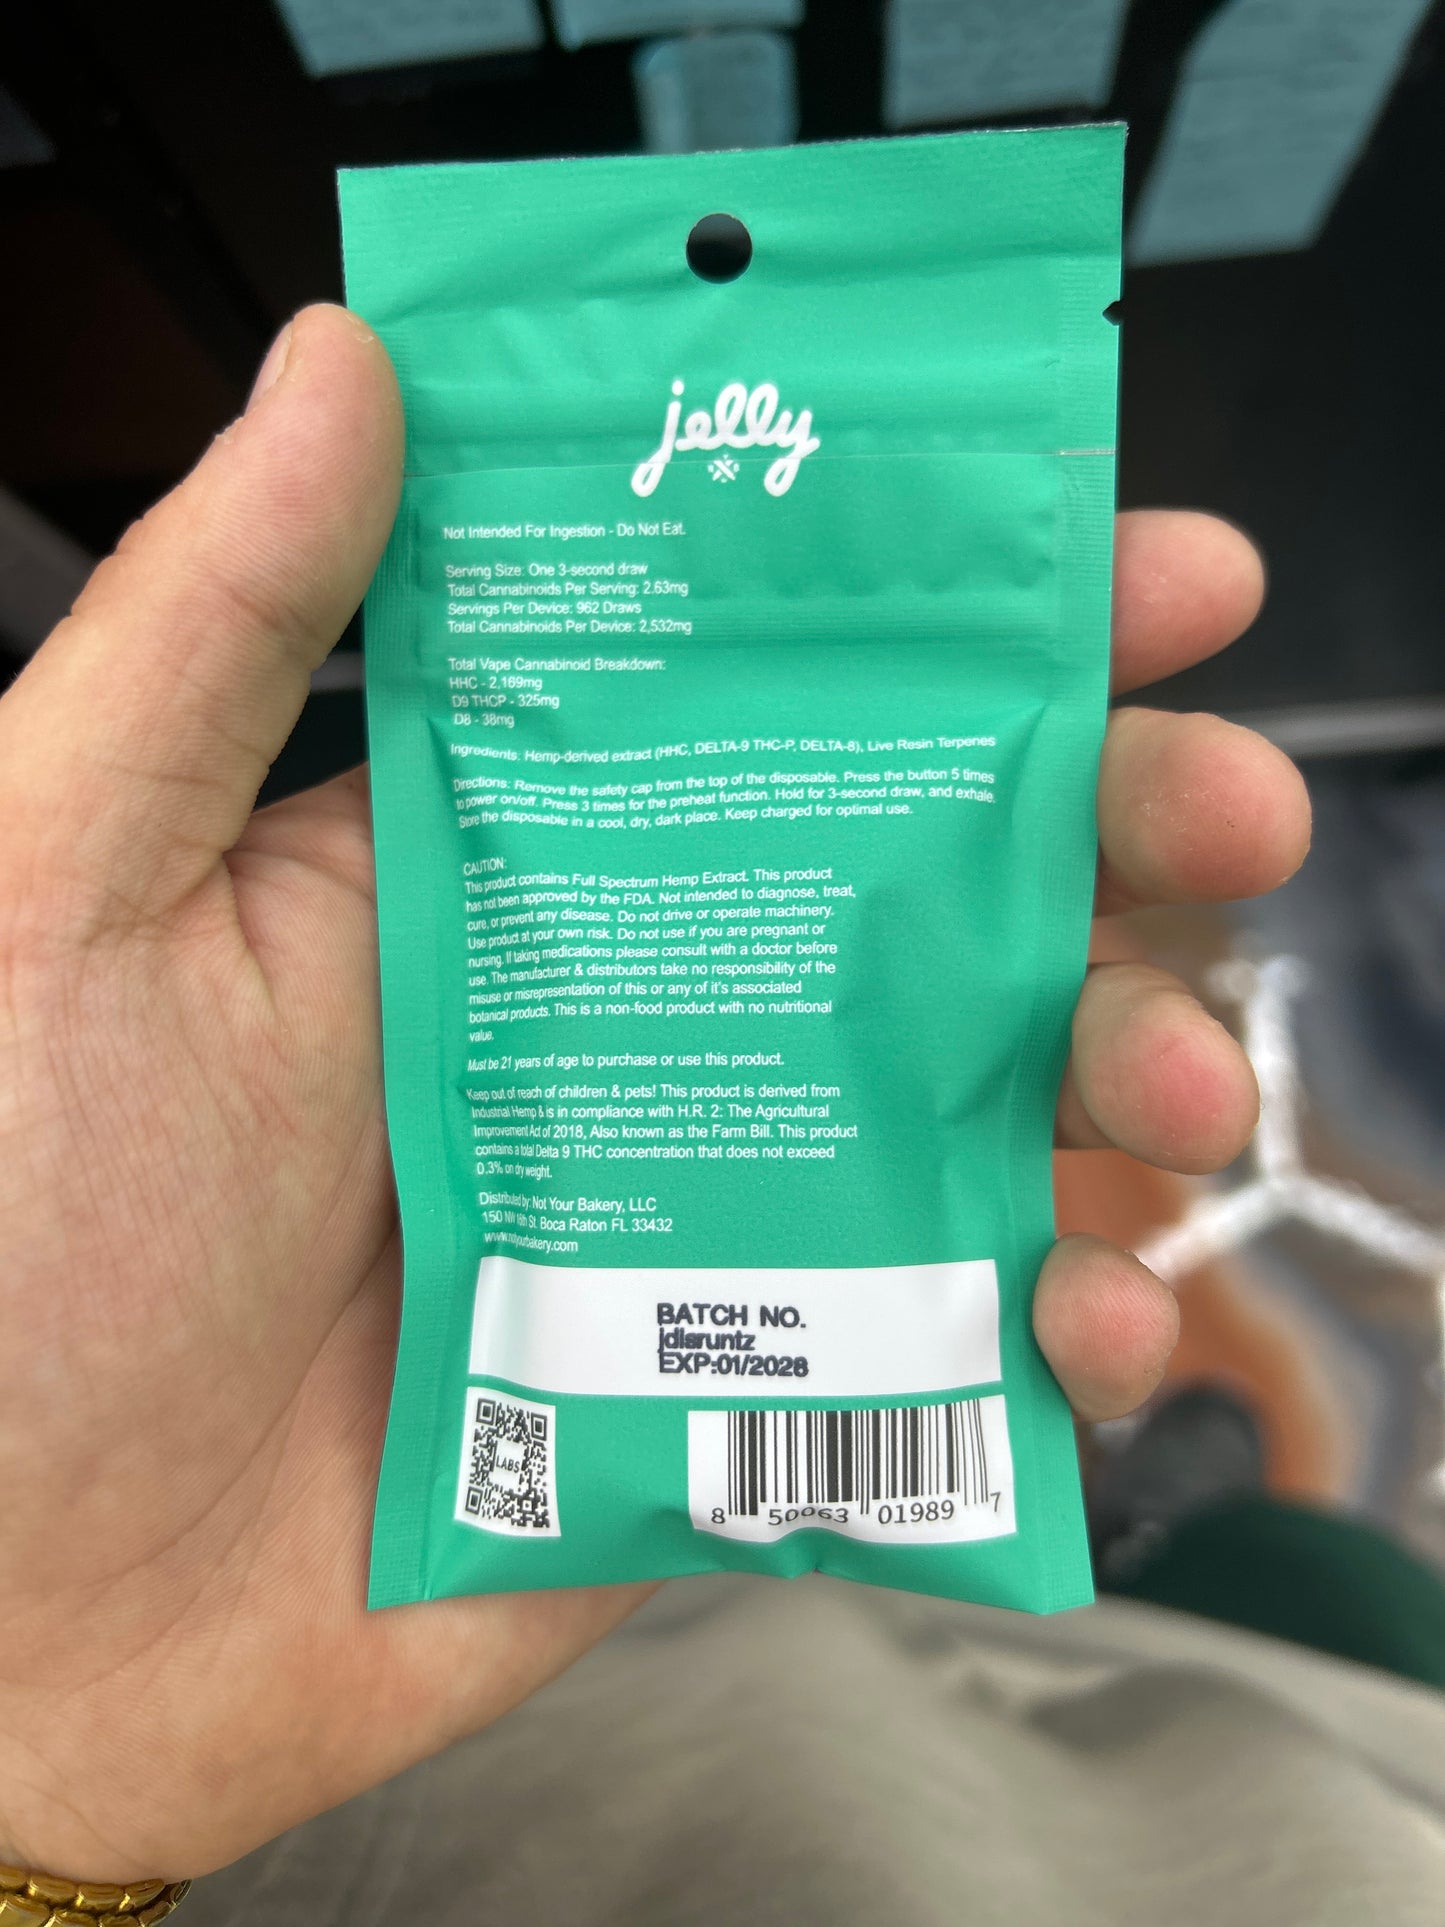 jelly
Not Intended For Ingestion - Do Not Eat.
Serving Size: One 3-second draw
Total Cannabinoids Per Serving: 2.63mg
Servings Per Device: 962 Draws
Total Cannabinoids Per Device: 2,532mg
Total Vape Cannabinoid Breakdown:
HHC - 2,169mg
D9 THCP - 325mg
D8 - 38mg
Ingredients: Hemp-derived extract (HHC, DELTA-9 THC-P, DELTA-8), Live Resin Terpenes
Directions: Remove the safety cap from the top of the disposable. Press the button 5 times
to power on/off. Press 3 times for the preheat function. Hold for 3-second draw, and exhale.
Store the disposable in a cool, dry, dark place. Keep charged for optimal use.
CAUTION:
This product contains Full Spectrum Hemp Extract. This product
has not been approved by the FDA. Not intended to diagnose, treat,
cure, or prevent any disease. Do not drive or operate machinery.
Use product at your own risk. Do not use if you are pregnant or
nursing. If taking medications please consult with a doctor before
use. The manufacturer & distributors take no responsibility of the
misuse or misrepresentation of this or any of it's associated
botanical products. This is a non-food product with no nutritional
value.
Must be 21 years of age to purchase or use this product.
Keep out of reach of children & pets! This product is derived from
Industrial Hemp & is in compliance with H.R. 2: The Agricultural
Improvement Act of 2018, Also known as the Farm Bill. This product
contains a total Delta 9 THC concentration that does not exceed
0.3% on dry weight.
Distributed by: Not Your Bakery, LLC
150 NW 16th St. Boca Raton FL 33432
www.notyourbakery.com
BATCH NO.
jdlsruntz
EXP:01/2026
LABS
8 50063 01989 7